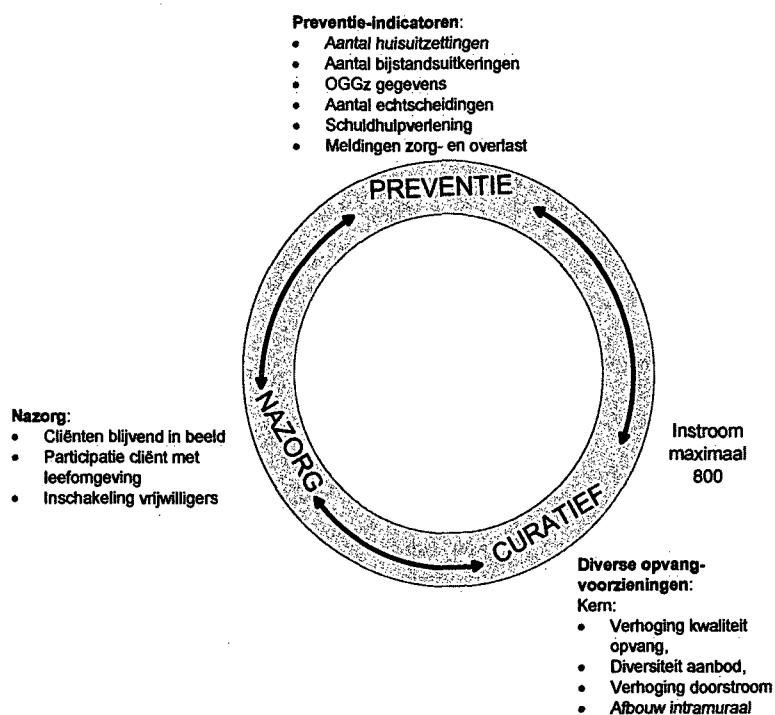 Preventie-indicatoren:
• Aantal huisuitzettingen
• Aantal bijstandsuitkeringen
• OGGz gegevens
• Aantal echtscheidingen
• Schuldhulpverlening
• Meldingen zorg- en overlast
PREVENTIE
NAZORG
Nazorg:
• Cliënten blijvend in beeld
• Participatie cliënt met
leefomgeving
• Inschakeling vrijwilligers
Instroom
maximaal
800
CURATIEF
Diverse opvang-
voorzieningen:
Kern:
• Verhoging kwaliteit
opvang,
• Diversiteit aanbod,
• Verhoging doorstroom
• Afbouw intramuraal